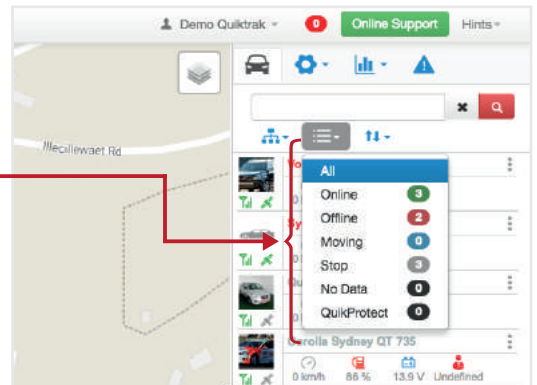 Demo Quiktrak
0
Online Support
Hints
Illecillewaet Rd
All
Online 3
Offline 2
Moving 0
Stop 3
No Data 0
QuikProtect 0
Corolla Sydney QT 735
0 km/h 86 % 13.9 V Undefined